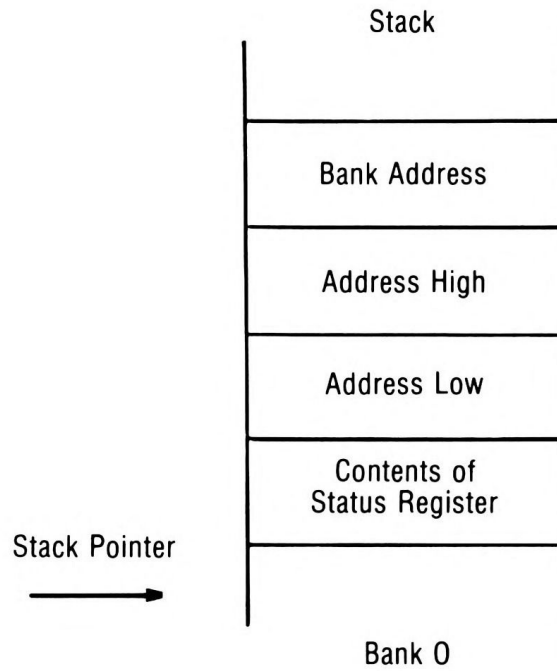 Stack
Bank Address
Address High
Address Low
Contents of
Status Register
Stack Pointer
Bank 0